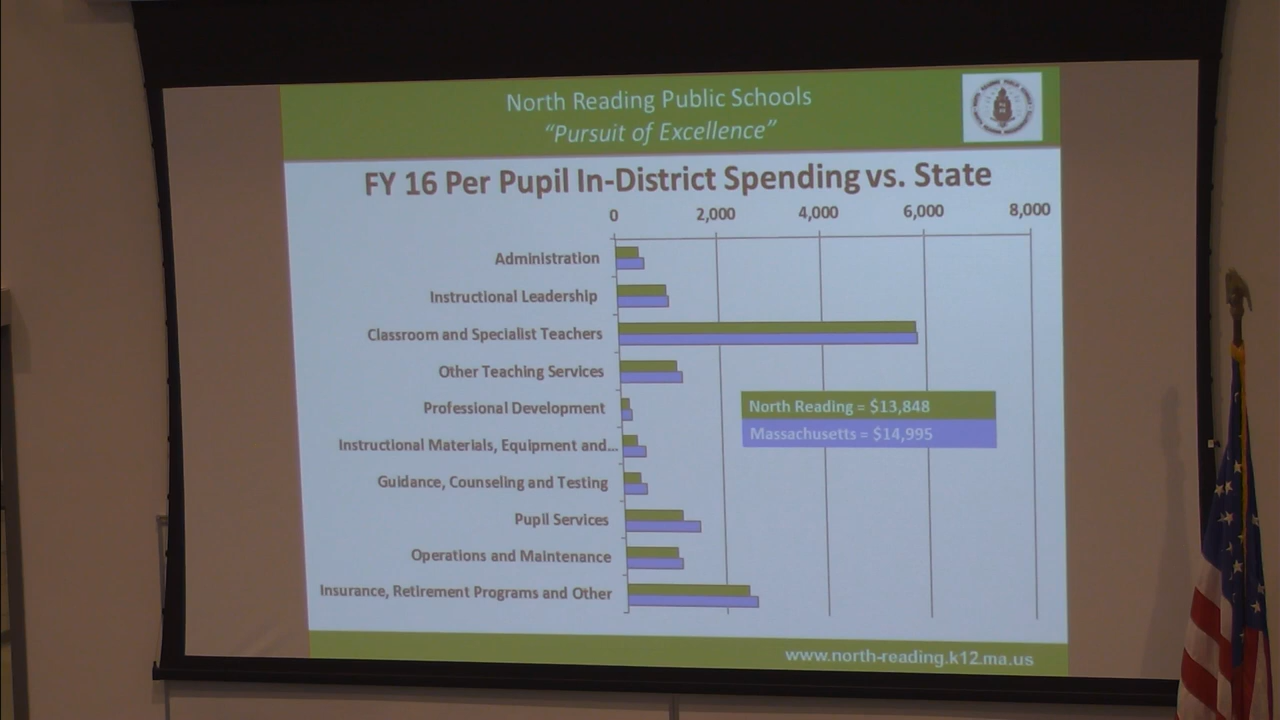 North Reading Public Schools
“Pursuit of Excellence”
FY 16 Per Pupil In-District Spending vs. State
0 2,000 4,000 6,000 8,000
Administration
Instructional Leadership
Classroom and Specialist Teachers
Other Teaching Services
Professional Development
North Reading = $13,848
Massachusetts = $14,995
Instructional Materials, Equipment and...
Guidance, Counseling and Testing
Pupil Services
Operations and Maintenance
Insurance, Retirement Programs and Other
www.north-reading.k12.ma.us